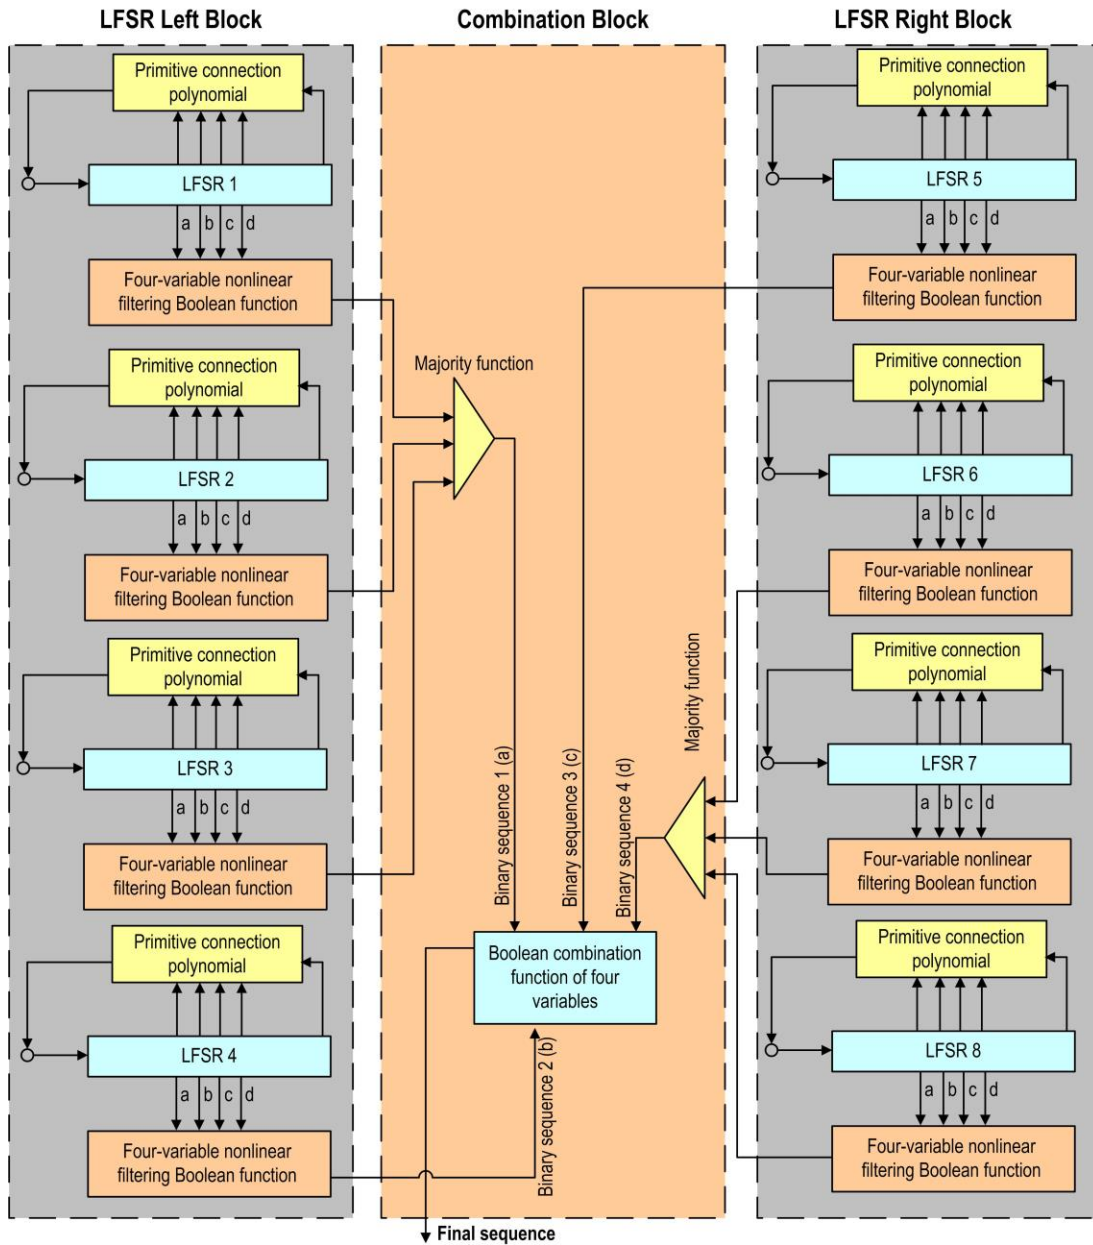 LFSR Left Block
Combination Block
LFSR Right Block
Primitive connection
polynomial
LFSR 1
a b c d
Four-variable nonlinear
filtering Boolean function
Primitive connection
polynomial
LFSR 2
a b c d
Four-variable nonlinear
filtering Boolean function
Primitive connection
polynomial
LFSR 3
a b c d
Four-variable nonlinear
filtering Boolean function
Primitive connection
polynomial
LFSR 4
a b c d
Four-variable nonlinear
filtering Boolean function
Majority function
Binary sequence 1 (a)
Binary sequence 3 (c)
Binary sequence 4 (d)
Majority function
Boolean combination
function of four
variables
Binary sequence 2 (b)
Final sequence
Primitive connection
polynomial
LFSR 5
a b c d
Four-variable nonlinear
filtering Boolean function
Primitive connection
polynomial
LFSR 6
a b c d
Four-variable nonlinear
filtering Boolean function
Primitive connection
polynomial
LFSR 7
a b c d
Four-variable nonlinear
filtering Boolean function
Primitive connection
polynomial
LFSR 8
a b c d
Four-variable nonlinear
filtering Boolean function